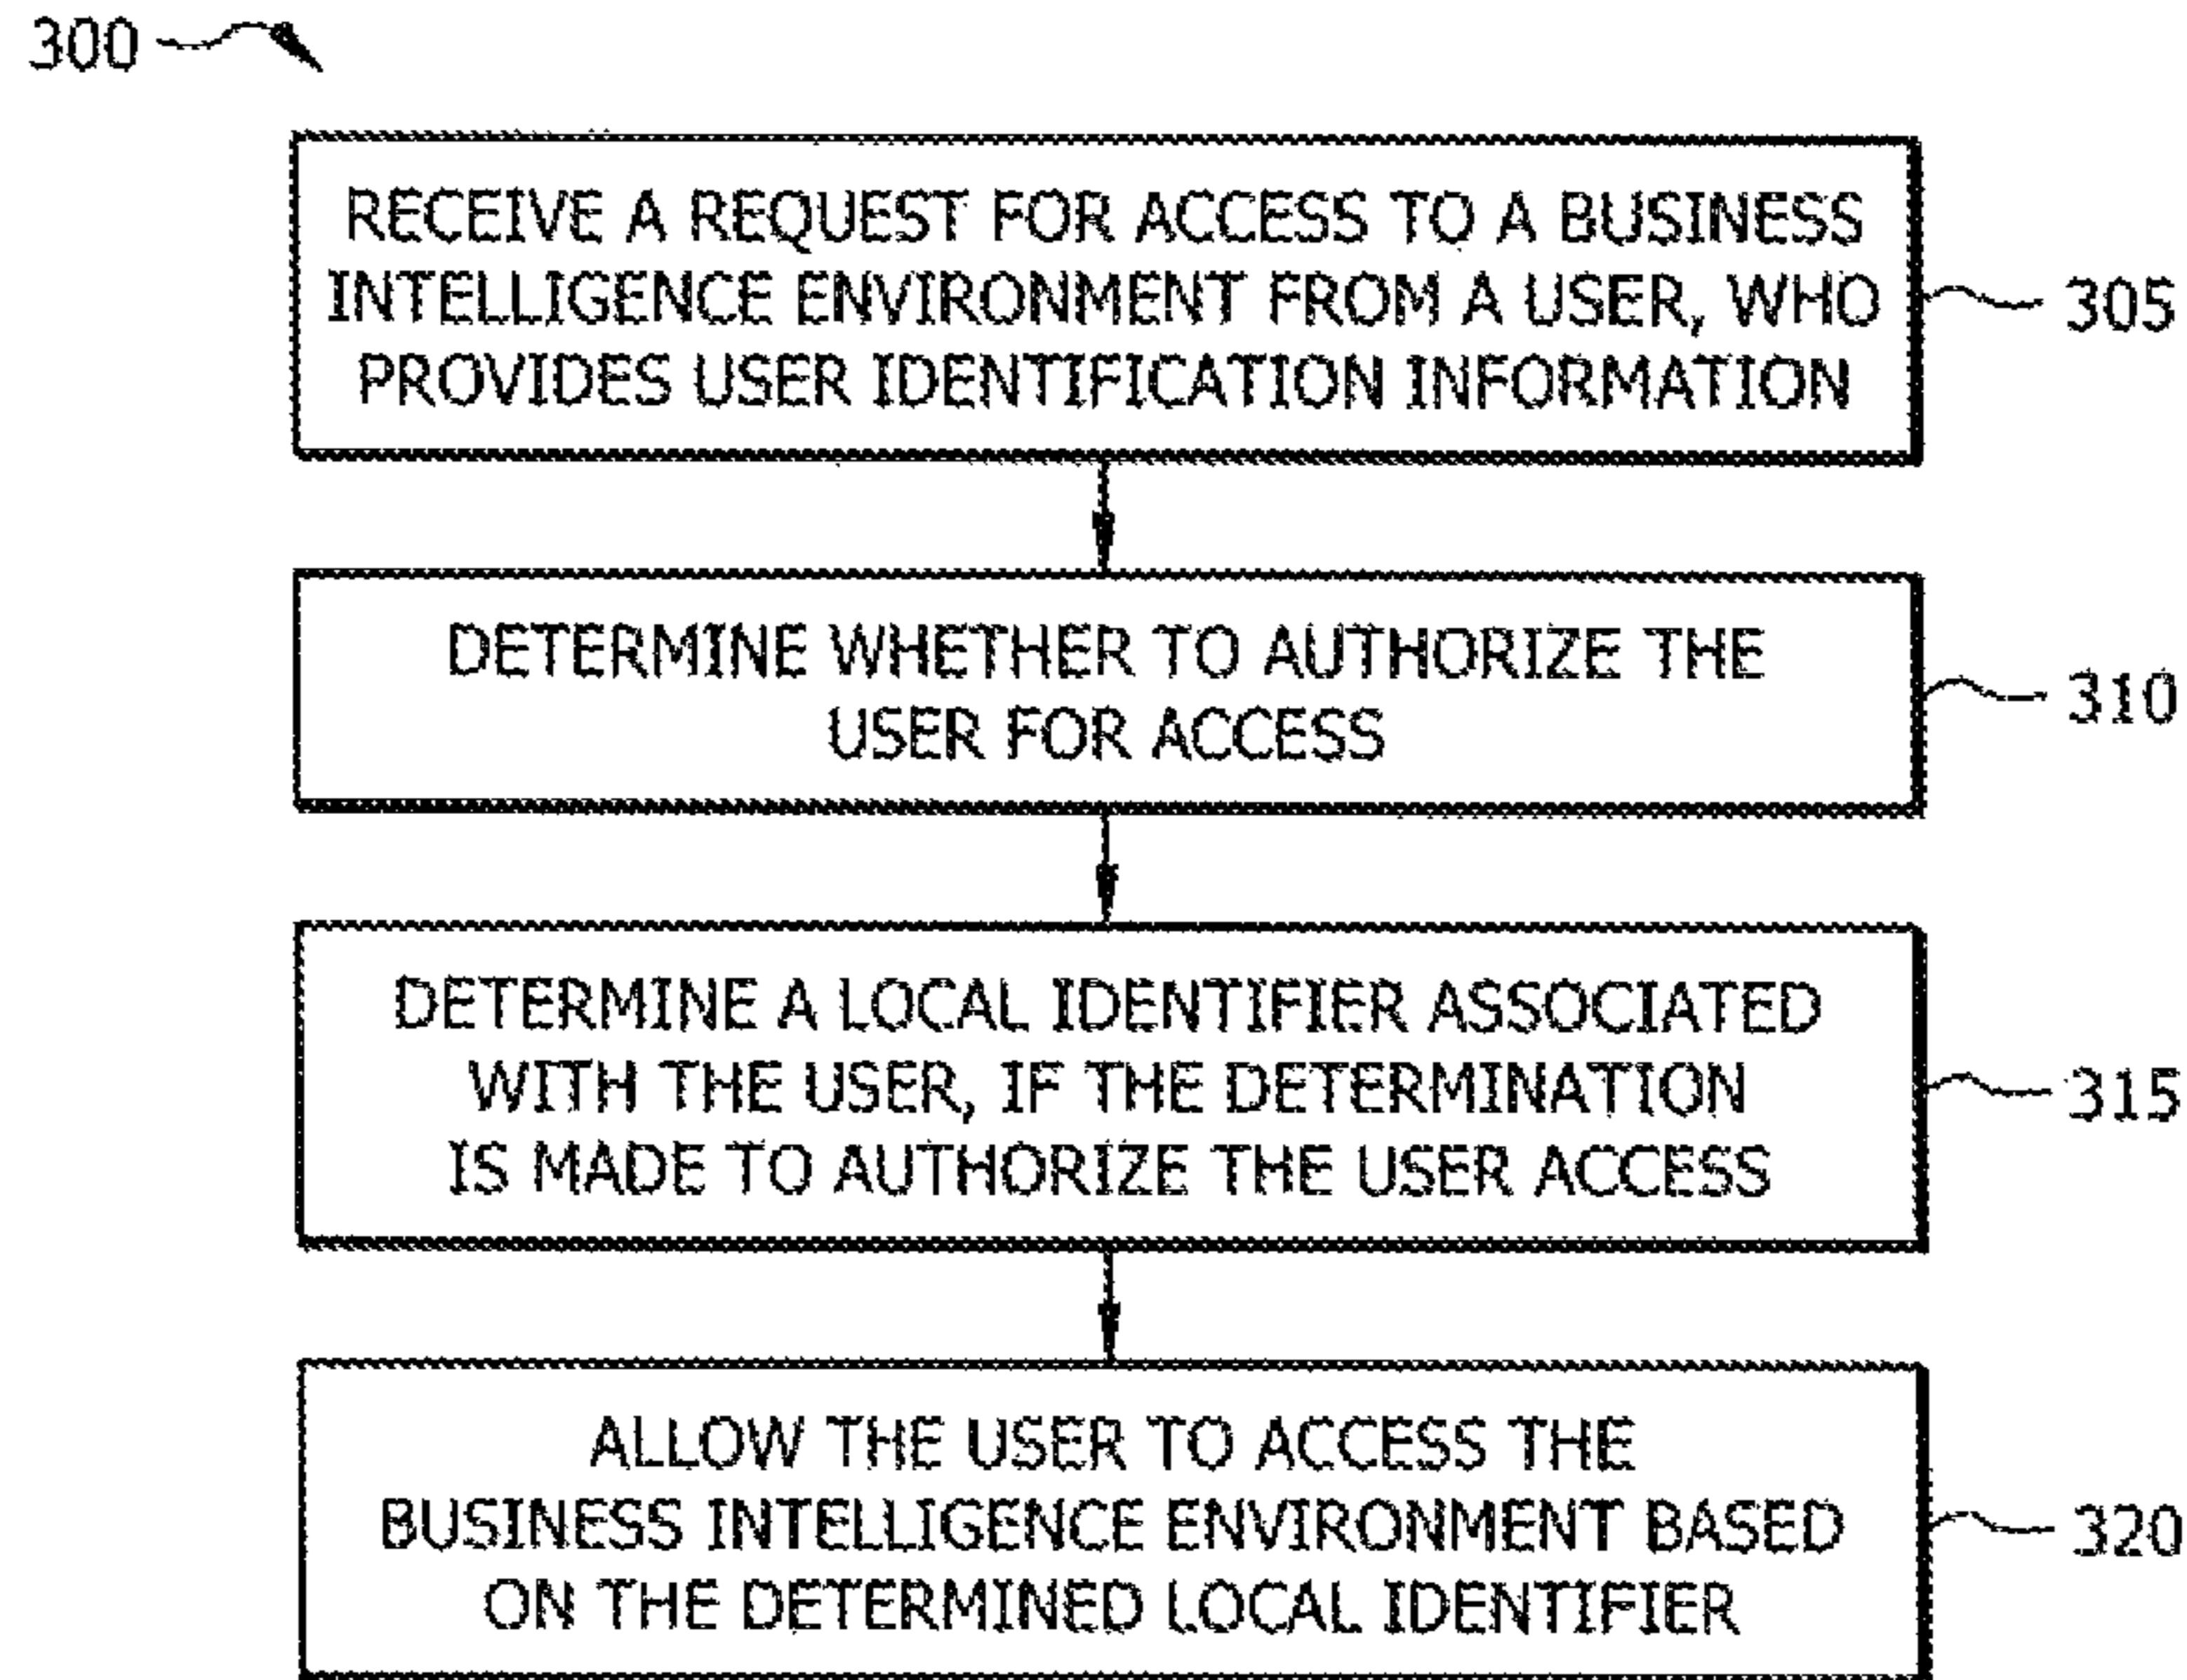 300
RECEIVE A REQUEST FOR ACCESS TO A BUSINESS
INTELLIGENCE ENVIRONMENT FROM A USER, WHO
PROVIDES USER IDENTIFICATION INFORMATION
305
DETERMINE WHETHER TO AUTHORIZE THE
USER FOR ACCESS
310
DETERMINE A LOCAL IDENTIFIER ASSOCIATED
WITH THE USER, IF THE DETERMINATION
IS MADE TO AUTHORIZE THE USER ACCESS
315
ALLOW THE USER TO ACCESS THE
BUSINESS INTELLIGENCE ENVIRONMENT BASED
ON THE DETERMINED LOCAL IDENTIFIER
320